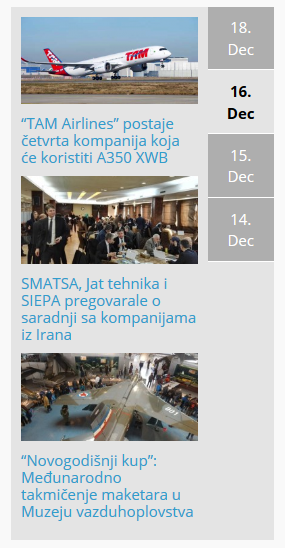 TAM
"TAM Airlines" postaje
četvrta kompanija koja
će koristiti A350 XWB
SMATSA, Jat tehnika i
SIEPA pregovarale o
saradnji sa kompanijama
iz Irana
“Novogodišnji kup”:
Međunarodno
takmičenje maketara u
Muzeju vazduhoplovstva
18.
Dec
16.
Dec
15.
Dec
14.
Dec